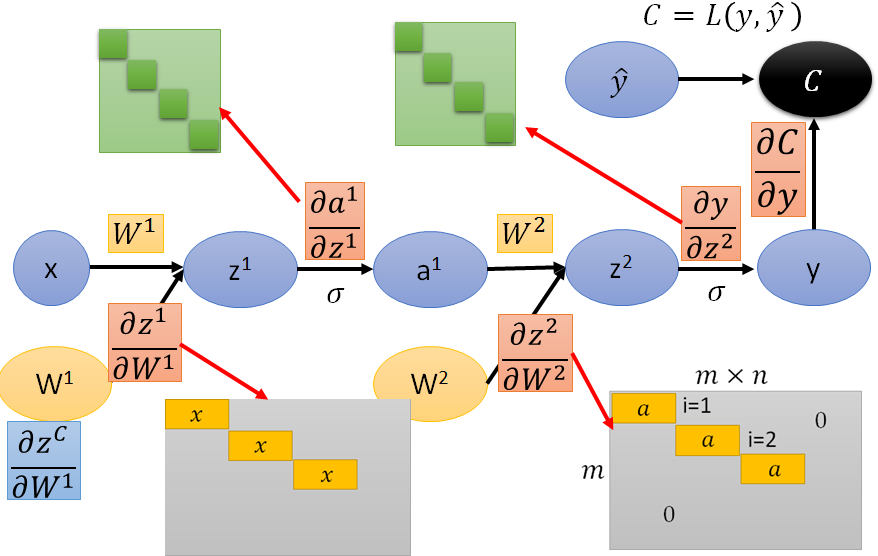 C = L(y, ŷ)
ŷ
C
∂C/∂y
∂a¹/∂z¹
∂y/∂z²
W¹
W²
x
z¹
a¹
z²
y
σ
σ
∂z¹/∂W¹
∂z²/∂W²
W¹
W²
m × n
x
a
i=1
0
x
a
i=2
x
m
a
∂z^C/∂W¹
0